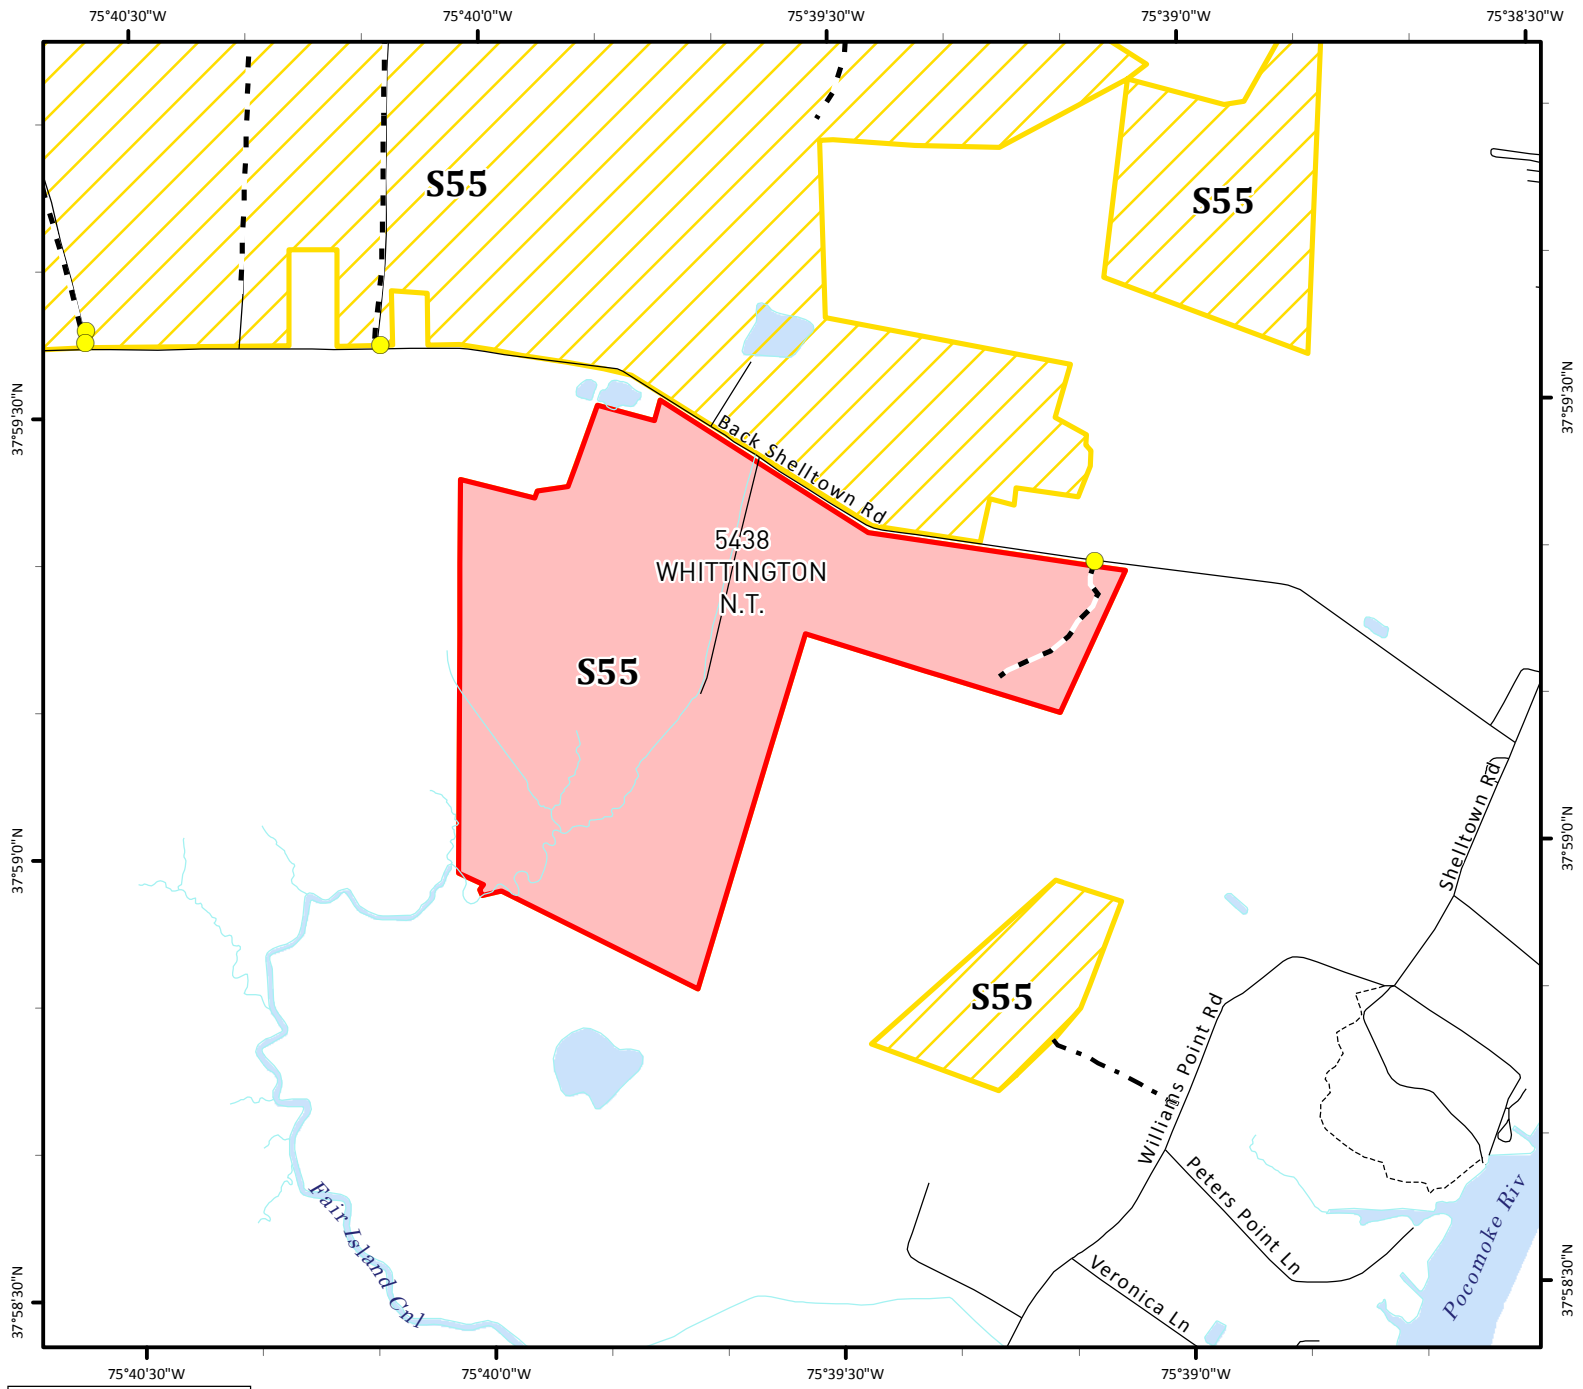 75°40'30"W
75°40'0"W
75°39'30"W
75°39'0"W
75°38'30"W
S55
S55
37°59'30"N
37°59'30"N
Back Shelltown Rd
5438
WHITTINGTON
N.T.
S55
Shelltown Rd
37°59'0"N
37°59'0"N
S55
Williams Point Rd
Peters Point Ln
Fair Island Cnl
Pocomoke Riv
Veronica Ln
37°58'30"N
37°58'30"N
75°40'30"W
75°40'0"W
75°39'30"W
75°39'0"W